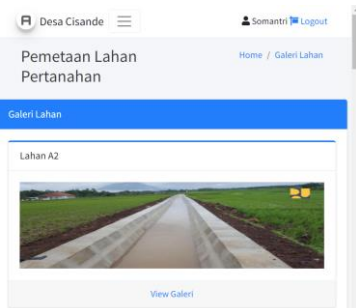 Desa Cisande
Somantri Logout
Pemetaan Lahan
Pertanahan
Home / Galeri Lahan
Galeri Lahan
Lahan A2
View Galeri